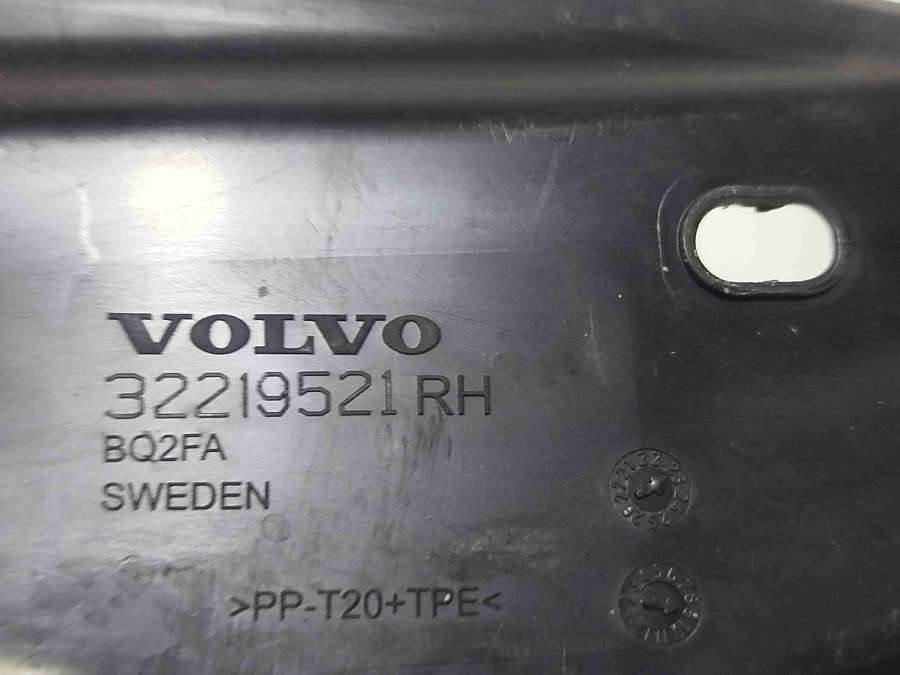 VOLVO
32219521 RH
BQ2FA
SWEDEN
>PP-T20+TPE<